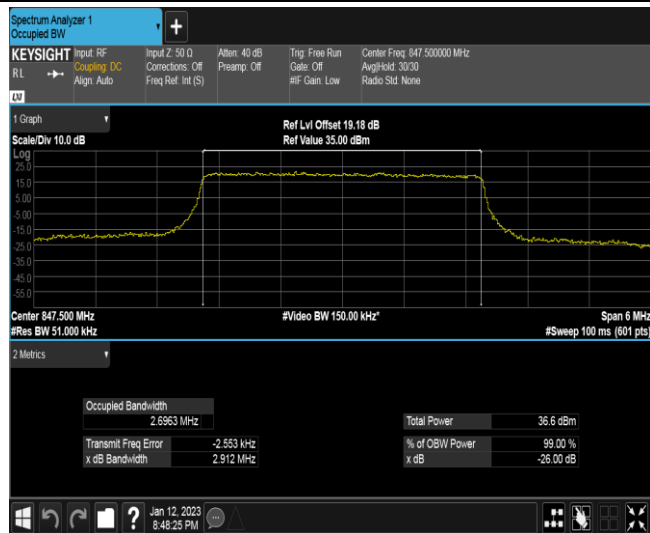 Spectrum Analyzer 1
Occupied BW
+
KEYSIGHT Input: RF Input Z: 50 Ω Atten: 40 dB Trig: Free Run Center Freq: 847.500000 MHz
RL Coupling: DC Corrections: Off Preamp: Off Gate: Off Avg|Hold: 30/30
Align: Auto Freq Ref: Int (S) #IF Gain: Low Radio Std: None
LXI
1 Graph
Ref Lvl Offset 19.18 dB
Scale/Div 10.0 dB Ref Value 35.00 dBm
Log
25.0
15.0
5.00
-5.00
-15.0
-25.0
-35.0
-45.0
-55.0
Center 847.500 MHz #Video BW 150.00 kHz* Span 6 MHz
#Res BW 51.000 kHz #Sweep 100 ms (601 pts)
2 Metrics
Occupied Bandwidth
2.6963 MHz Total Power 36.6 dBm
Transmit Freq Error -2.553 kHz % of OBW Power 99.00 %
x dB Bandwidth 2.912 MHz x dB -26.00 dB
? Jan 12, 2023
8:48:25 PM